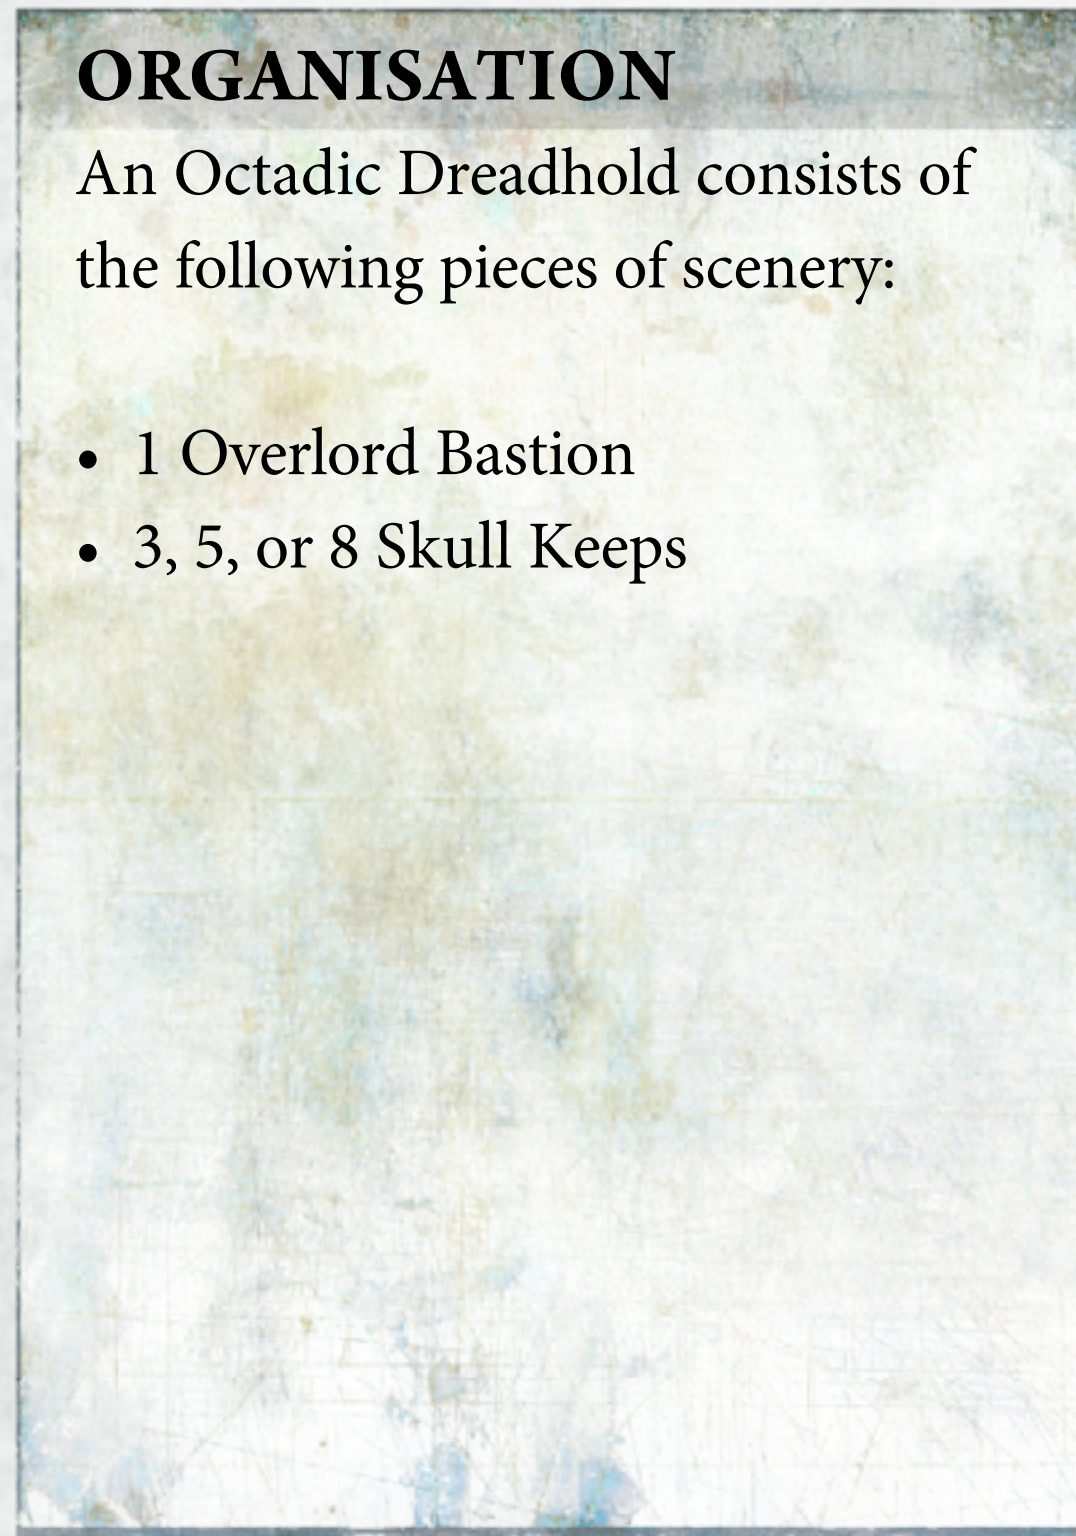 ORGANISATION
An Octadic Dreadhold consists of
the following pieces of scenery:
• 1 Overlord Bastion
• 3, 5, or 8 Skull Keeps